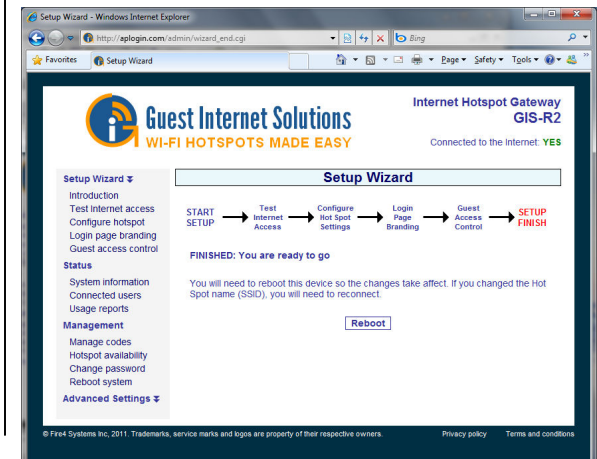 Setup Wizard - Windows Internet Explorer
http://aplogin.com/admin/wizard_end.cgi
Bing
Favorites
Setup Wizard
Page
Safety
Tools
Guest Internet Solutions
WI-FI HOTSPOTS MADE EASY
Internet Hotspot Gateway
GIS-R2
Connected to the Internet: YES
Setup Wizard
Introduction
Test Internet access
Configure hotspot
Login page branding
Guest access control
Status
System information
Connected users
Usage reports
Management
Manage codes
Hotspot availability
Change password
Reboot system
Advanced Settings
Setup Wizard
START
SETUP
Test
Internet
Access
Configure
Hot Spot
Settings
Login
Page
Branding
Guest
Access
Control
SETUP
FINISH
FINISHED: You are ready to go
You will need to reboot this device so the changes take affect. If you changed the Hot
Spot name (SSID), you will need to reconnect.
Reboot
© Fire4 Systems Inc, 2011. Trademarks, service marks and logos are property of their respective owners.
Privacy policy
Terms and conditions